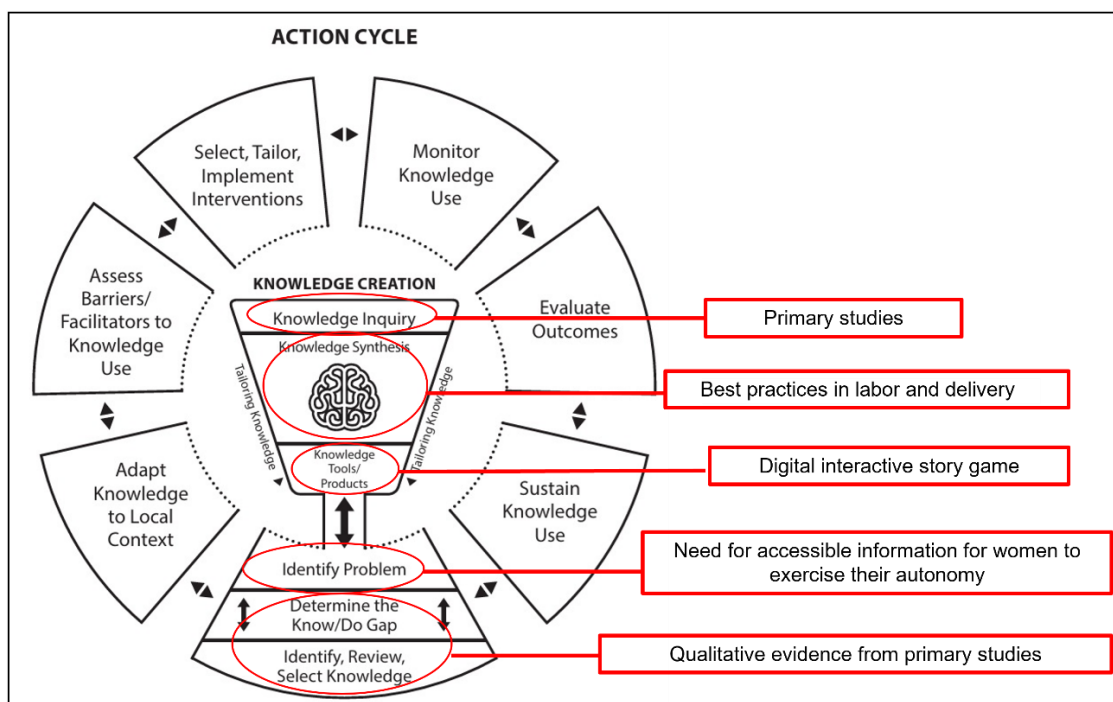 ACTION CYCLE
Select, Tailor,
Implement
Interventions
Monitor
Knowledge
Use
Assess
Barriers/
Facilitators to
Knowledge
Use
Evaluate
Outcomes
Adapt
Knowledge
to Local
Context
Sustain
Knowledge
Use
KNOWLEDGE CREATION
Knowledge Inquiry
Knowledge Synthesis
Tailoring Knowledge
Tailoring Knowledge
Knowledge
Tools/
Products
Identify Problem
Determine the
Know/Do Gap
Identify, Review,
Select Knowledge
Primary studies
Best practices in labor and delivery
Digital interactive story game
Need for accessible information for women to
exercise their autonomy
Qualitative evidence from primary studies